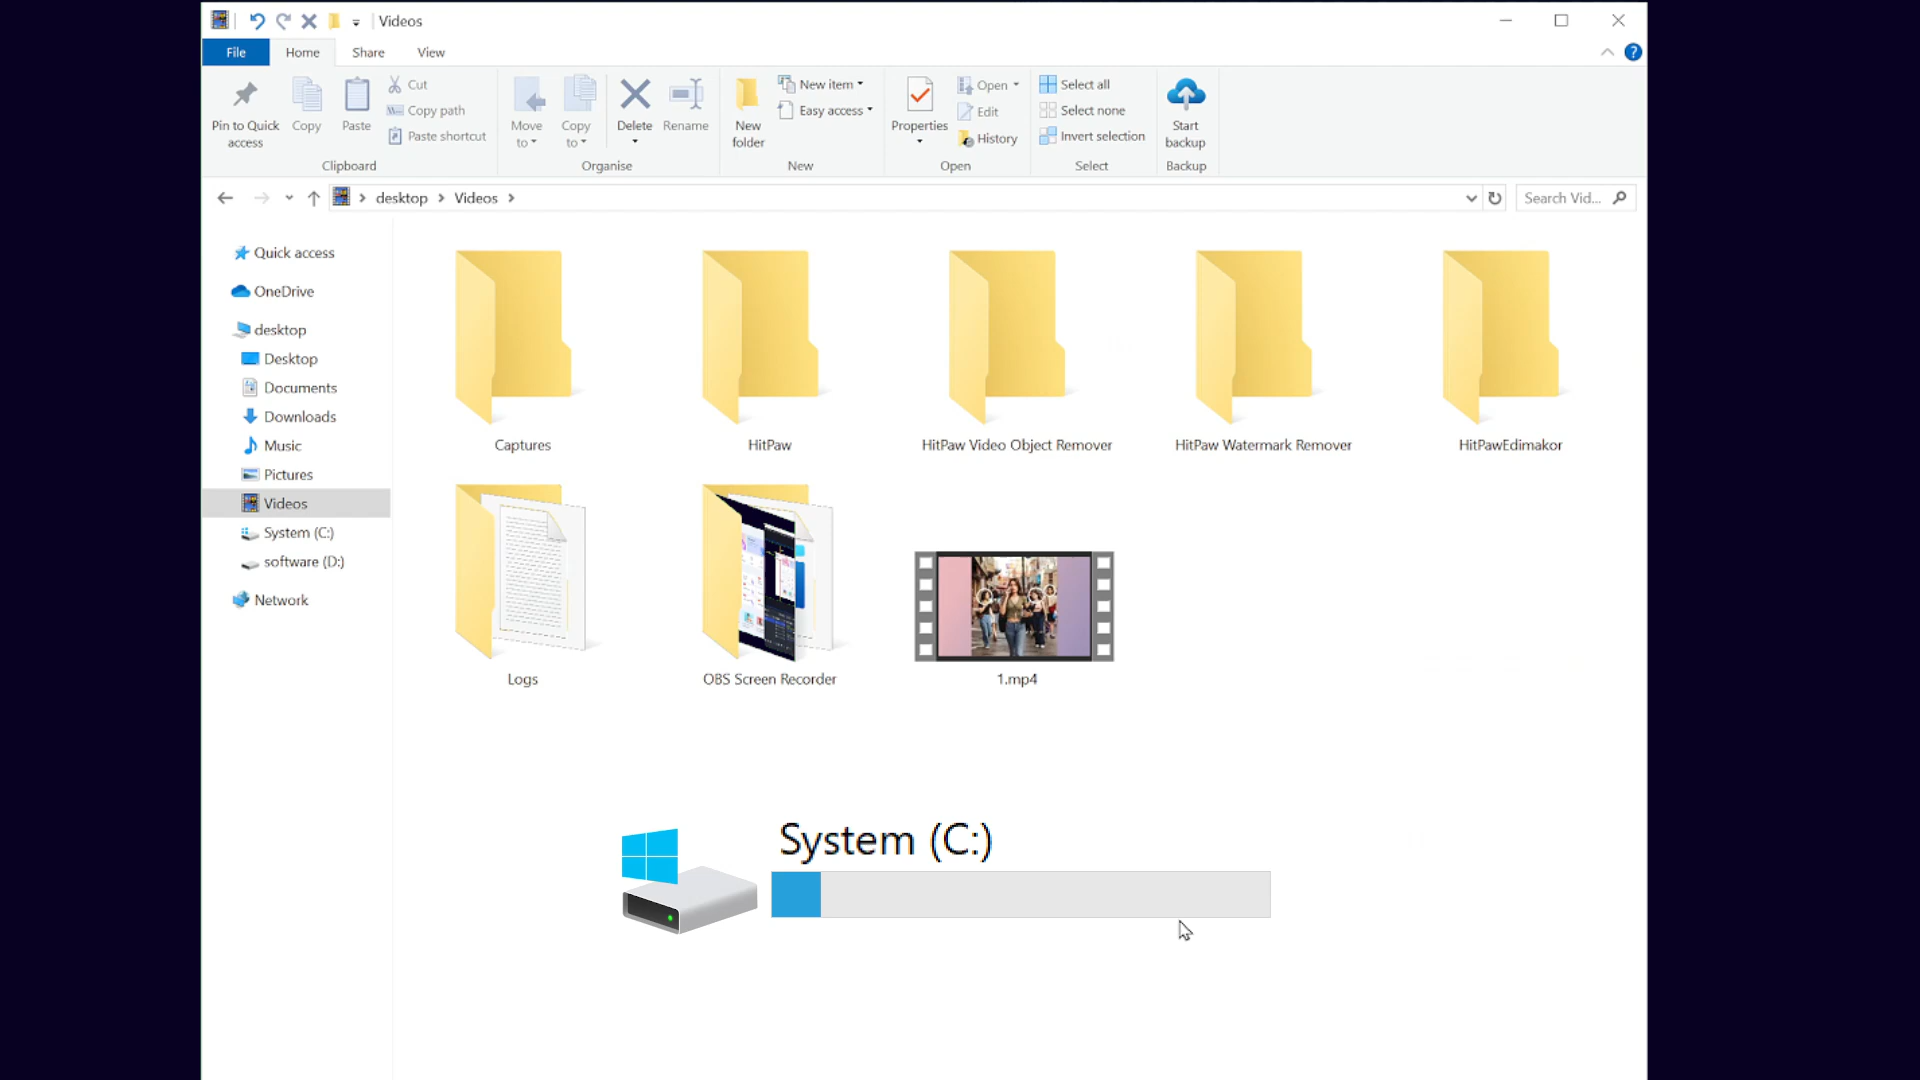 Videos
File Home Share View
Pin to Quick access
Copy
Paste
Cut
Copy path
Paste shortcut
Clipboard
Move to
Copy to
Delete
Rename
Organise
New folder
New item
Easy access
New
Properties
Open
Edit
History
Open
Select all
Select none
Invert selection
Select
Start backup
Backup
desktop Videos
Search Vid...
Quick access
OneDrive
desktop
Desktop
Documents
Downloads
Music
Pictures
Videos
System (C:)
software (D:)
Network
Captures
HitPaw
HitPaw Video Object Remover
HitPaw Watermark Remover
HitPawEdimakor
Logs
OBS Screen Recorder
1.mp4
System (C:)